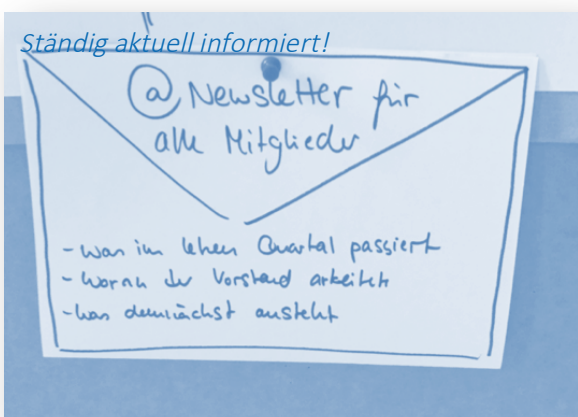 Ständig aktuell informiert!
@ Newsletter für
alle Mitglieder
- was im letzten Quartal passiert
- woran der Vorstand arbeitet
- was demnächst ansteht